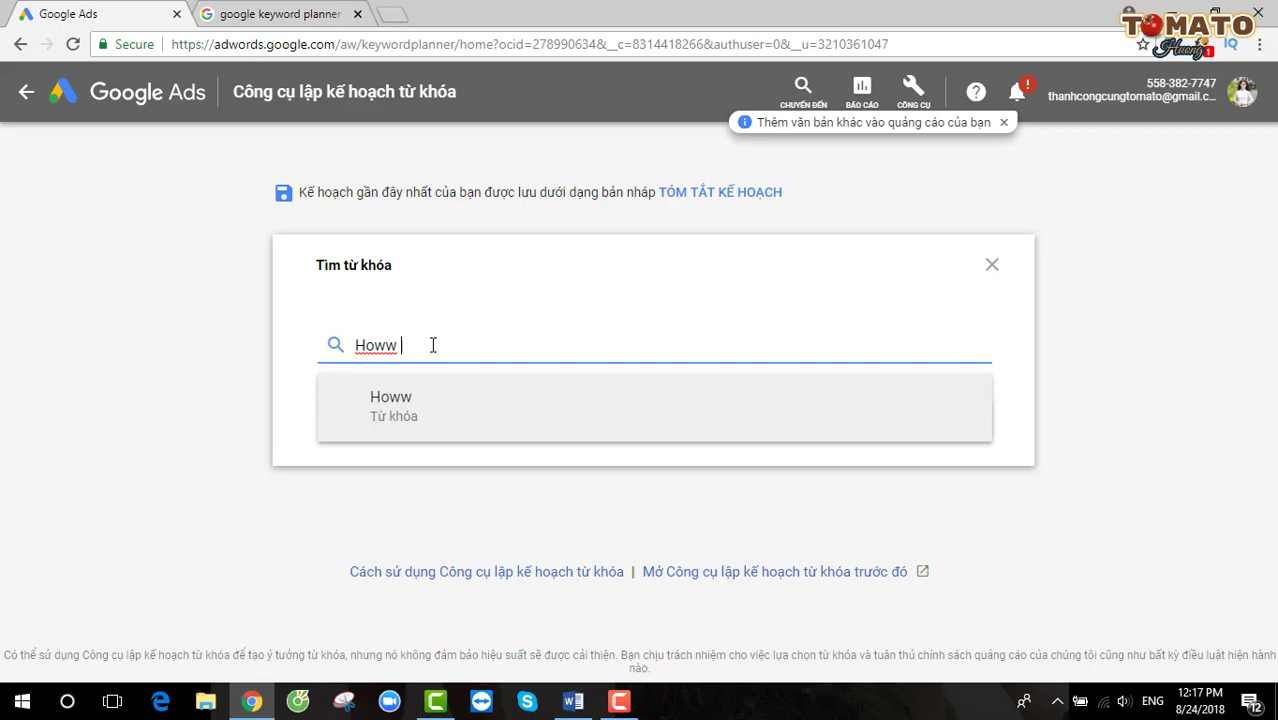 Google Ads
google keyword planner
TOMATO
Hương
Secure
https://adwords.google.com/aw/keywordplanner/home?ocid=278990634&__c=8314418266&authuser=0&__u=3210361047
IQ
1
Google Ads
Công cụ lập kế hoạch từ khóa
CHUYỂN ĐẾN
BÁO CÁO
CÔNG CỤ
558-382-7747
thanhcongcungtomato@gmail.c...
Thêm văn bản khác vào quảng cáo của bạn
Kế hoạch gần đây nhất của bạn được lưu dưới dạng bản nháp TÓM TẮT KẾ HOẠCH
Tìm từ khóa
Howw
Howw
Từ khóa
Cách sử dụng Công cụ lập kế hoạch từ khóa | Mở Công cụ lập kế hoạch từ khóa trước đó
Có thể sử dụng Công cụ lập kế hoạch từ khóa để tạo ý tưởng từ khóa, nhưng nó không đảm bảo hiệu suất sẽ được cải thiện. Bạn chịu trách nhiệm cho việc lựa chọn từ khóa và tuân thủ chính sách quảng cáo của chúng tôi cũng như bất kỳ điều luật hiện hành
nào.
ENG
12:17 PM
8/24/2018
12